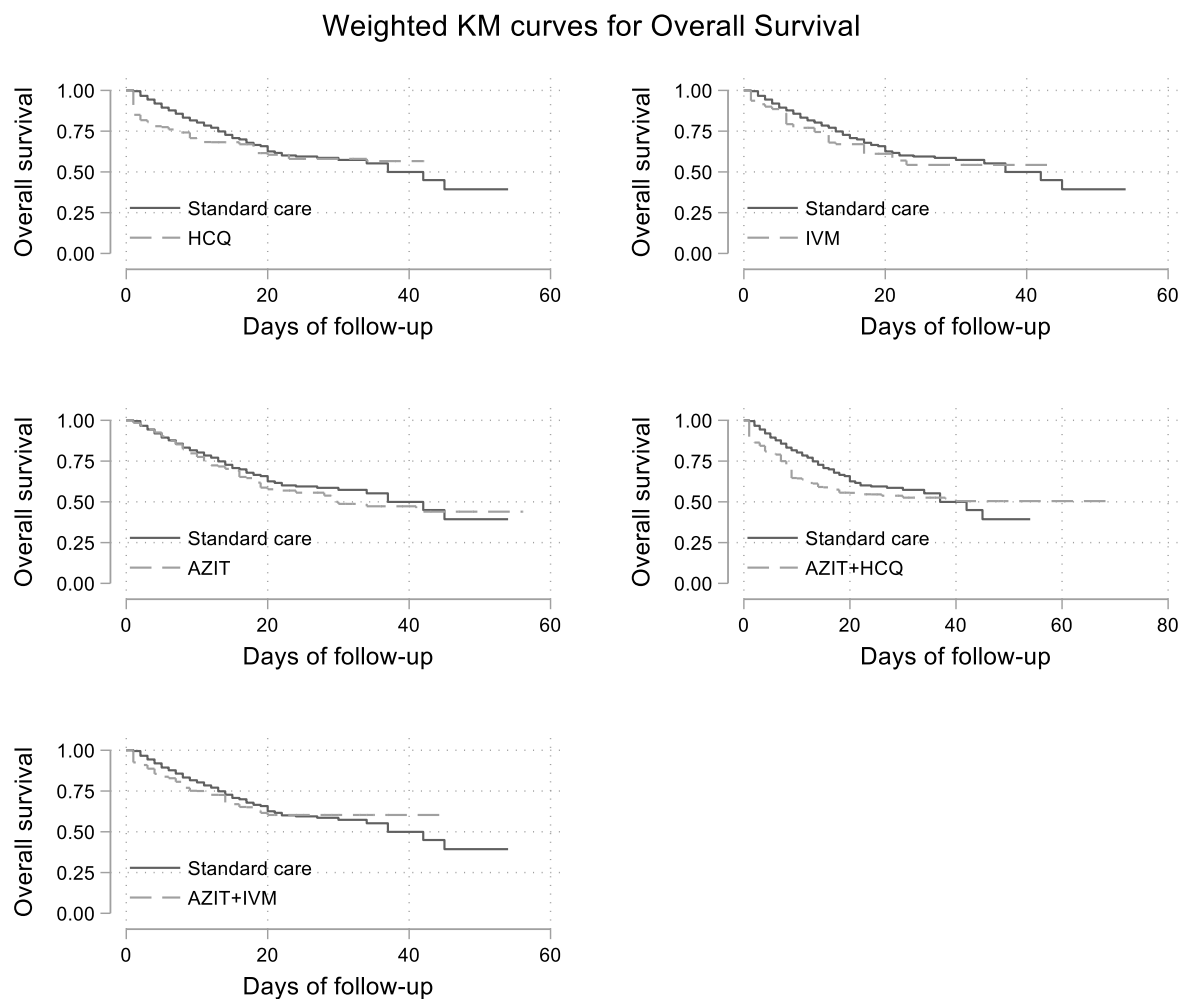 Weighted KM curves for Overall Survival
Overall survival
1.00
0.75
0.50
0.25
0.00
Standard care
HCQ
0 20 40 60
Days of follow-up
Overall survival
1.00
0.75
0.50
0.25
0.00
Standard care
IVM
0 20 40 60
Days of follow-up
Overall survival
1.00
0.75
0.50
0.25
0.00
Standard care
AZIT
0 20 40 60
Days of follow-up
Overall survival
1.00
0.75
0.50
0.25
0.00
Standard care
AZIT+HCQ
0 20 40 60 80
Days of follow-up
Overall survival
1.00
0.75
0.50
0.25
0.00
Standard care
AZIT+IVM
0 20 40 60
Days of follow-up